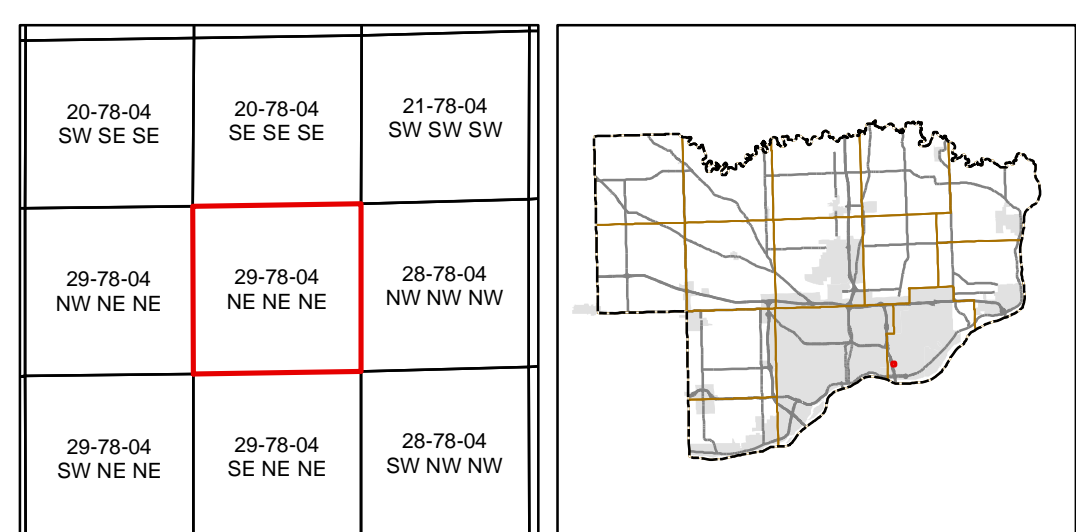 20-78-04
SW SE SE
20-78-04
SE SE SE
21-78-04
SW SW SW
29-78-04
NW NE NE
29-78-04
NE NE NE
28-78-04
NW NW NW
29-78-04
SW NE NE
29-78-04
SE NE NE
28-78-04
SW NW NW